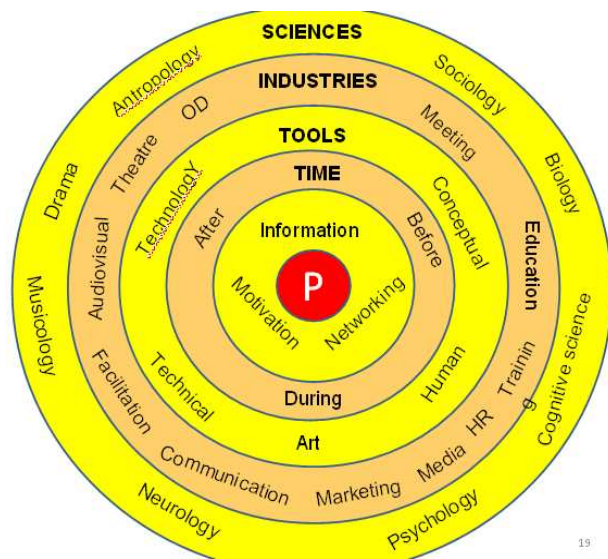 SCIENCES
Antropology
Sociology
Drama
Biology
Musicology
Cognitive science
Neurology
Psychology
INDUSTRIES
OD
Meeting
Theatre
Audiovisual
Education
Facilitation
Trainin
g
HR
Communication
Marketing
Media
TOOLS
TechnologY
Conceptual
Technical
Human
Art
TIME
After
Before
During
Information
Motivation
Networking
P
19